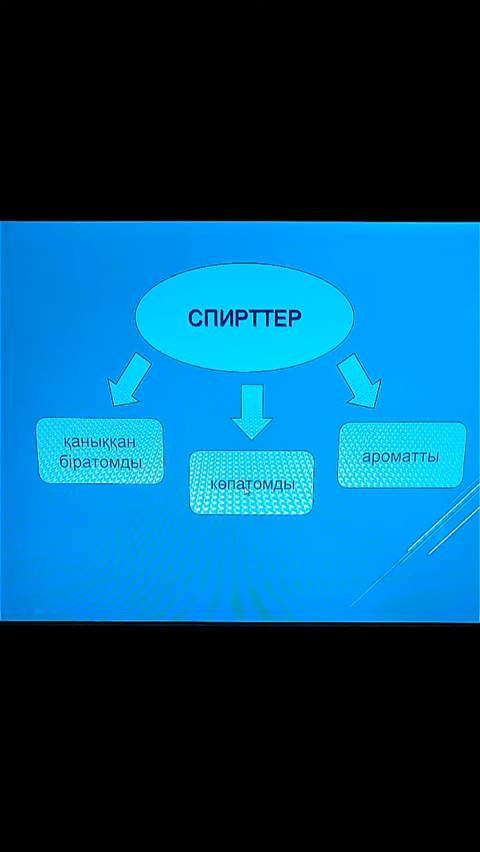 СПИРТТЕР
қаныққан
біратомды
көпатомды
ароматты